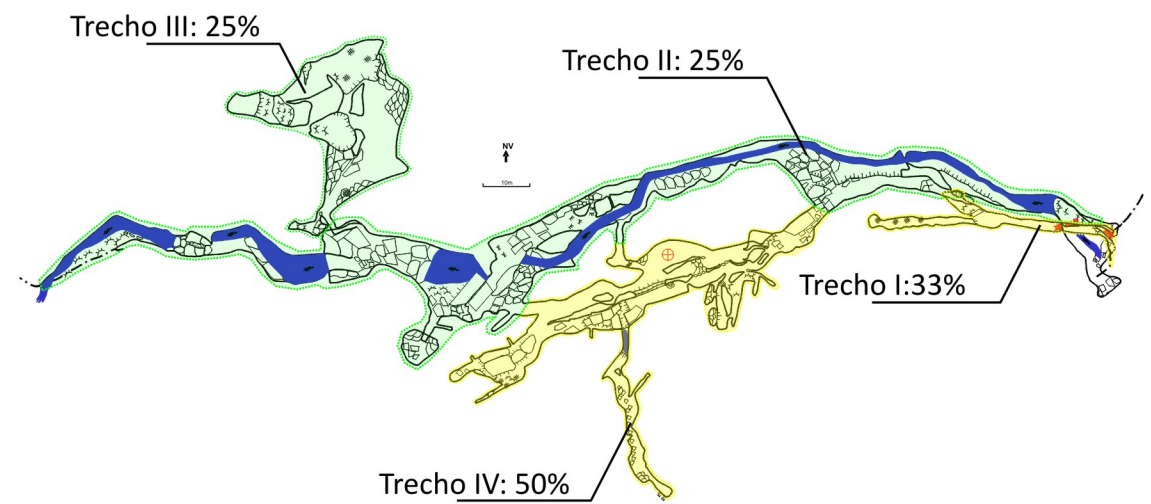 Trecho III: 25%
Trecho II: 25%
NV
10m
Trecho I:33%
Trecho IV: 50%